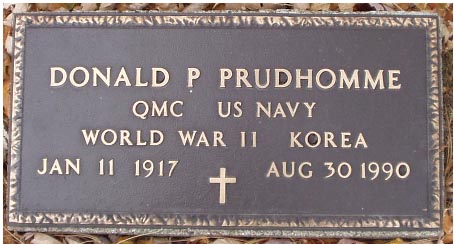 DONALD P PRUDHOMME
QMC US NAVY
WORLD WAR II KOREA
JAN 11 1917 AUG 30 1990